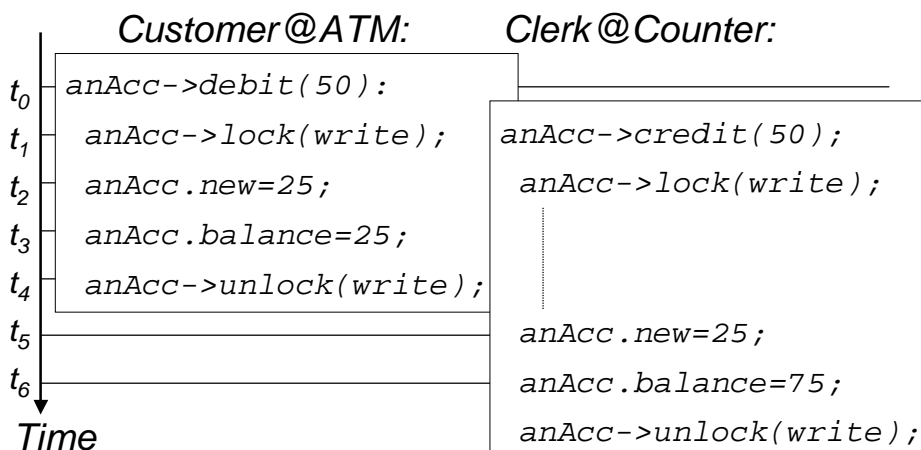 Customer@ATM: Clerk@Counter:
t0 anAcc->debit(50):
t1 anAcc->lock(write); anAcc->credit(50);
t2 anAcc.new=25; anAcc->lock(write);
t3 anAcc.balance=25;
t4 anAcc->unlock(write);
t5 anAcc.new=25;
t6 anAcc.balance=75;
Time anAcc->unlock(write);